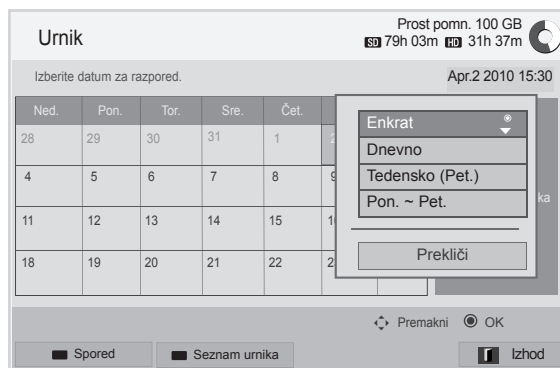 Urnik
Prost pomn. 100 GB
SD 79h 03m HD 31h 37m
Izberite datum za razpored.
Apr.2 2010 15:30
Ned. Pon. Tor. Sre. Čet.
28 29 30 31 1 2
4 5 6 7 8 9
11 12 13 14 15
18 19 20 21 22
Enkrat
Dnevno
Tedensko (Pet.)
Pon. ~ Pet.
Prekliči
Premakni OK
Spored Seznam urnika Izhod